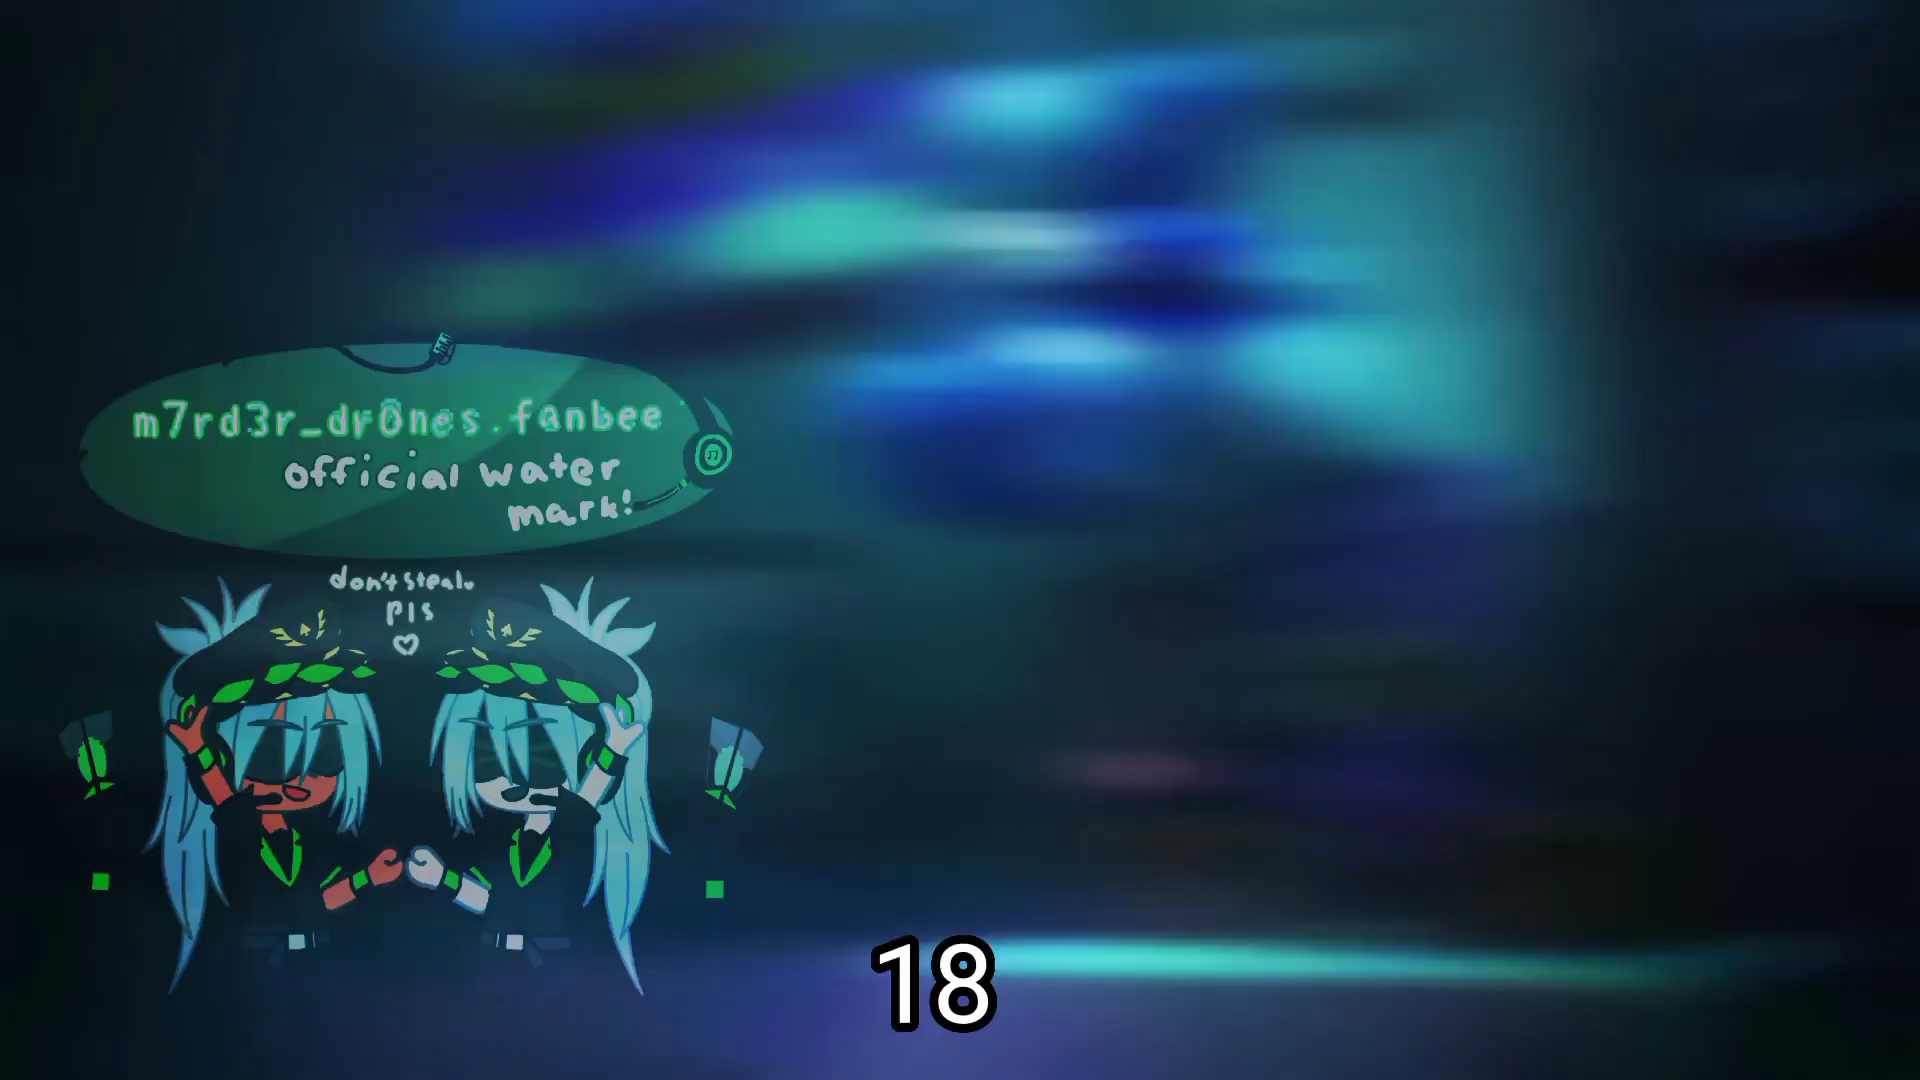 m7rd3r_dr0nes.fanbee
official water
mark!
don't steal
pls
18